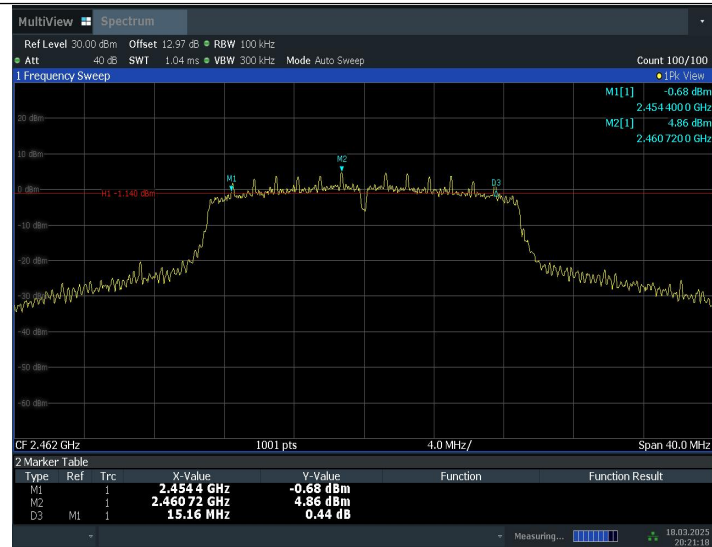 MultiView Spectrum
Ref Level 30.00 dBm Offset 12.97 dB RBW 100 kHz
Att 40 dB SWT 1.04 ms VBW 300 kHz Mode Auto Sweep Count 100/100
1 Frequency Sweep 1Pk View
M1[1] -0.68 dBm
2.454 400 0 GHz
20 dBm M2[1] 4.86 dBm
2.460 720 0 GHz
10 dBm
M2
M1
D3
0 dBm
H1 -1.140 dBm
-10 dBm
-20 dBm
-30 dBm
-40 dBm
-50 dBm
-60 dBm
CF 2.462 GHz 1001 pts 4.0 MHz/ Span 40.0 MHz
2 Marker Table
Type Ref Trc X-Value Y-Value Function Function Result
M1 1 2.454 4 GHz -0.68 dBm
M2 1 2.460 72 GHz 4.86 dBm
D3 M1 1 15.16 MHz 0.44 dB
Measuring... 18.03.2025
20:21:18